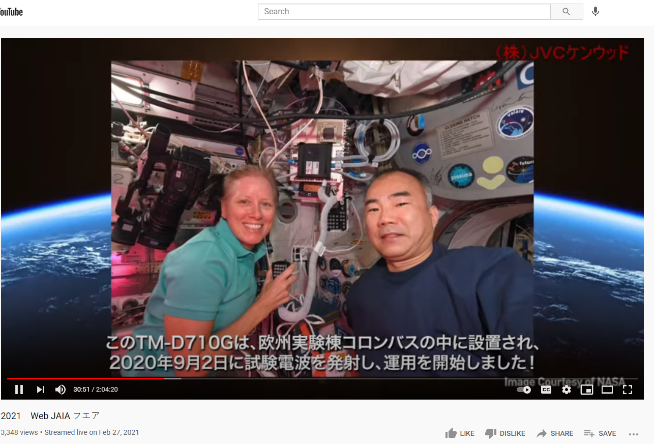 YouTube
Search
(株)JVCケンウッド
このTM-D710Gは、欧州実験棟コロンバスの中に設置され、
2020年9月2日に試験電波を発射し、運用を開始しました!
Image Courtesy of NASA
30:51 / 2:04:20
2021 Web JAIA フエア
3,348 views • Streamed live on Feb 27, 2021
LIKE DISLIKE SHARE SAVE